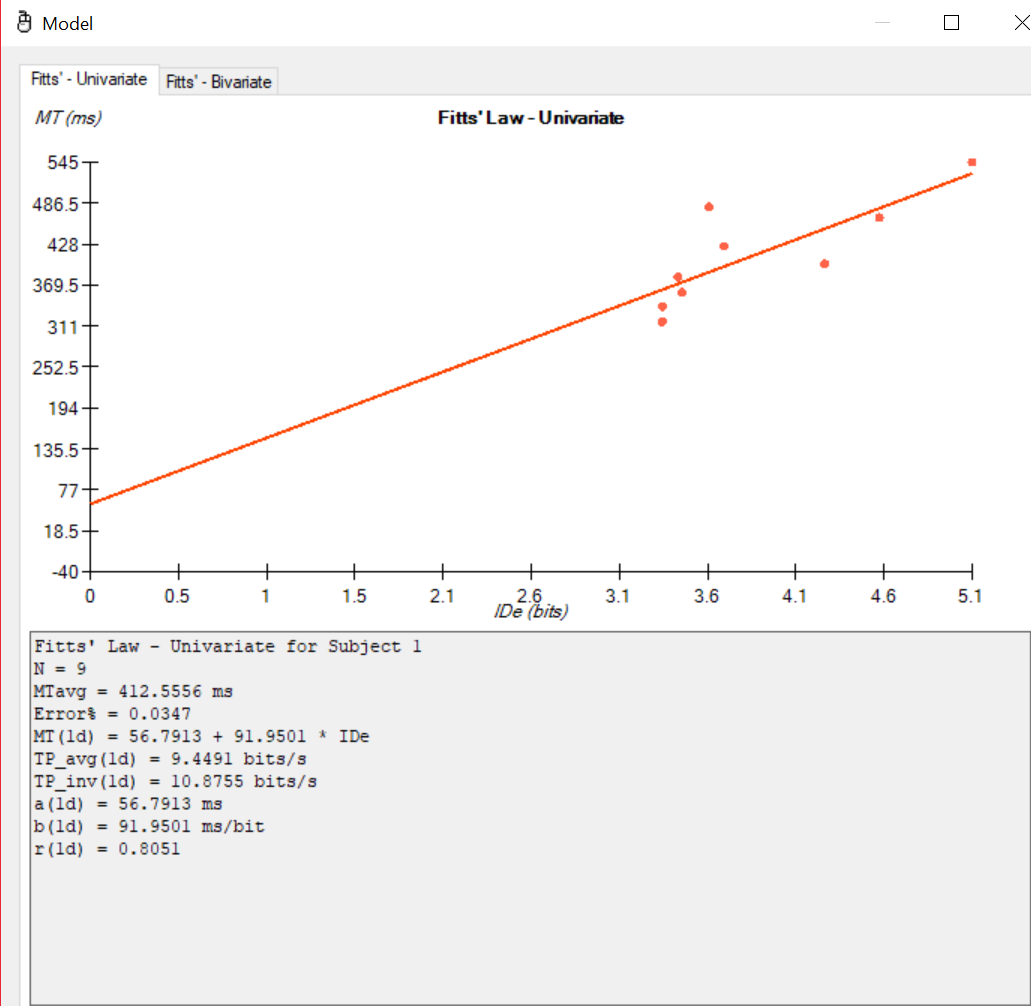 Model
Fitts' - Univariate Fitts' - Bivariate
MT (ms)
Fitts' Law - Univariate
545
486.5
428
369.5
311
252.5
194
135.5
77
18.5
-40
0 0.5 1 1.5 2.1 2.6 3.1 3.6 4.1 4.6 5.1
IDe (bits)
Fitts' Law - Univariate for Subject 1
N = 9
MTavg = 412.5556 ms
Error% = 0.0347
MT(1d) = 56.7913 + 91.9501 * IDe
TP_avg(1d) = 9.4491 bits/s
TP_inv(1d) = 10.8755 bits/s
a(1d) = 56.7913 ms
b(1d) = 91.9501 ms/bit
r(1d) = 0.8051